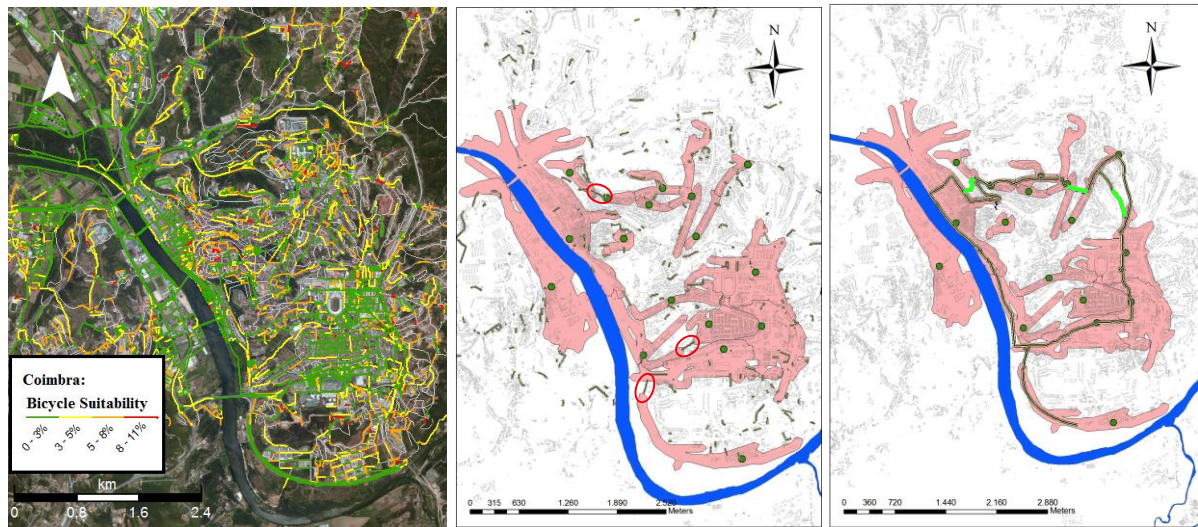 N
Coimbra:
Bicycle Suitability
0 - 3%
3 - 5%
5 - 8%
8 - 11%
km
0 0.8 1.6 2.4
N
0 315 630 1.260 1.890 2.520
Meters
N
0 360 720 1.440 2.160 2.880
Meters